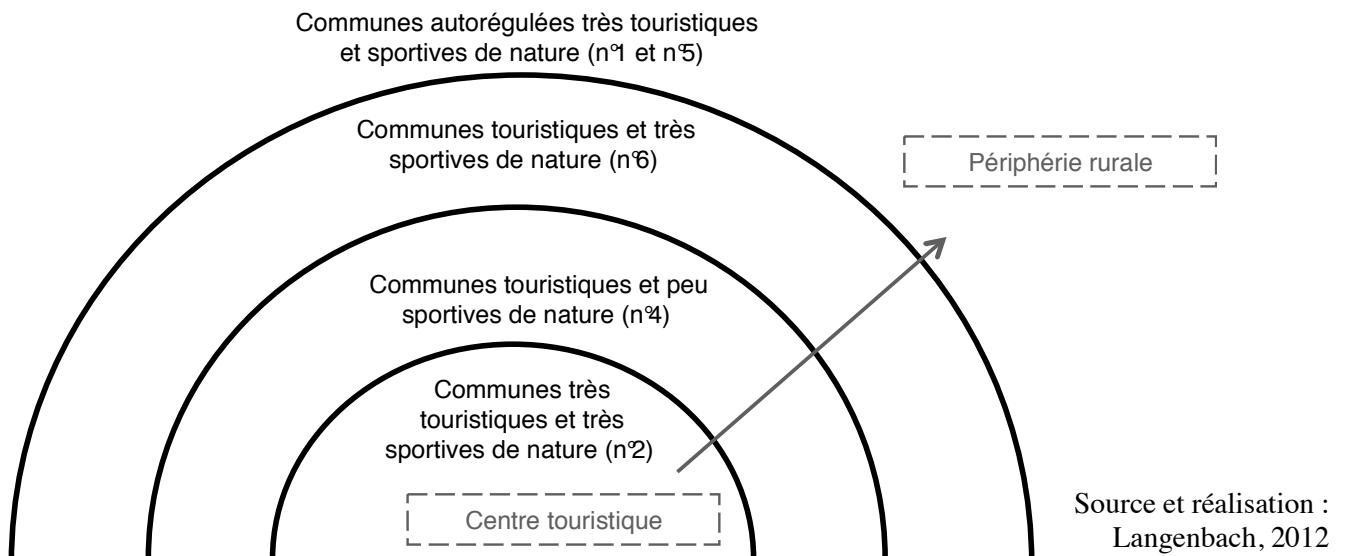 Communes autorégulées très touristiques
et sportives de nature (n°1 et n°5)
Communes touristiques et très
sportives de nature (n°6)
Périphérie rurale
Communes touristiques et peu
sportives de nature (n°4)
Communes très
touristiques et très
sportives de nature (n°2)
Centre touristique
Source et réalisation :
Langenbach, 2012